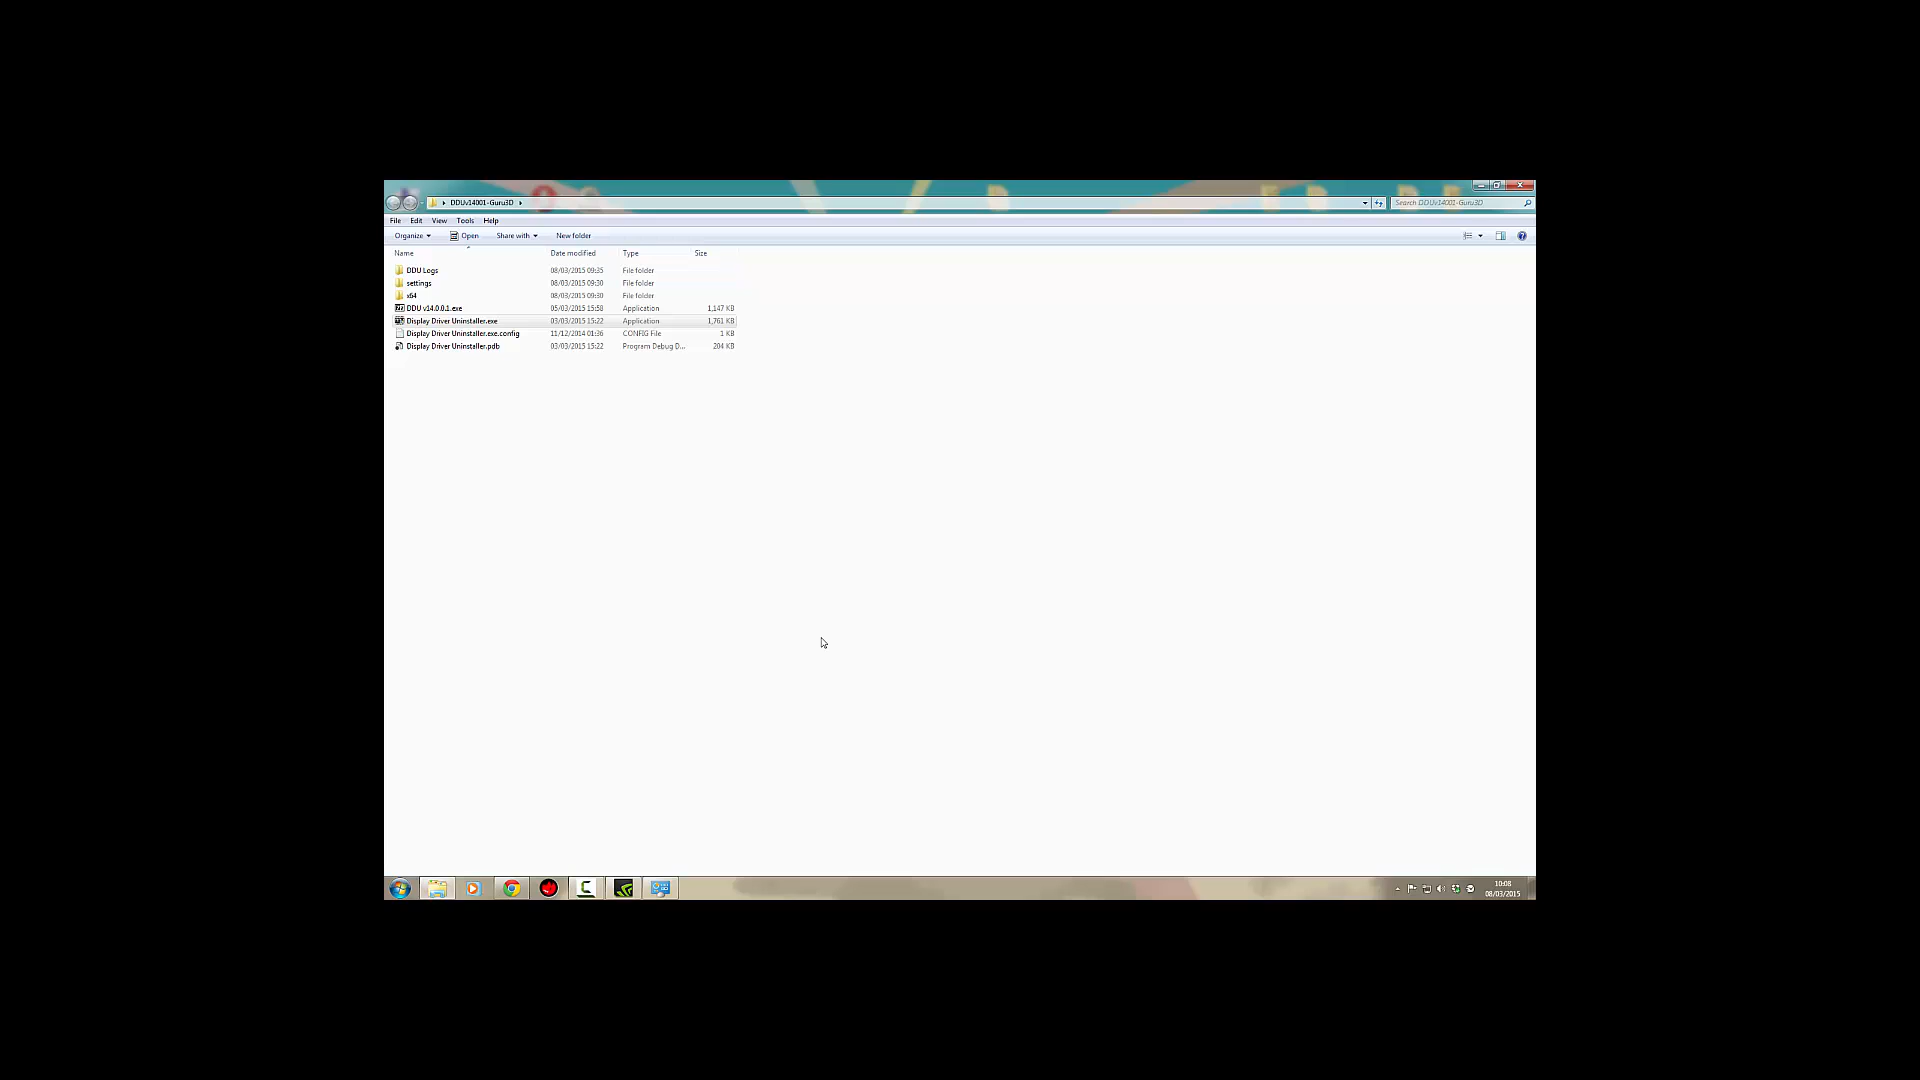 DDUv14001-Guru3D
Search DDUv14001-Guru3D
File Edit View Tools Help
Organize Open Share with New folder
Name Date modified Type Size
DDU Logs 08/03/2015 09:35 File folder
settings 08/03/2015 09:30 File folder
x64 08/03/2015 09:30 File folder
DDU v14.0.0.1.exe 05/03/2015 15:58 Application 1,147 KB
Display Driver Uninstaller.exe 03/03/2015 15:22 Application 1,761 KB
Display Driver Uninstaller.exe.config 11/12/2014 01:36 CONFIG File 1 KB
Display Driver Uninstaller.pdb 03/03/2015 15:22 Program Debug D... 204 KB
10:08
08/03/2015